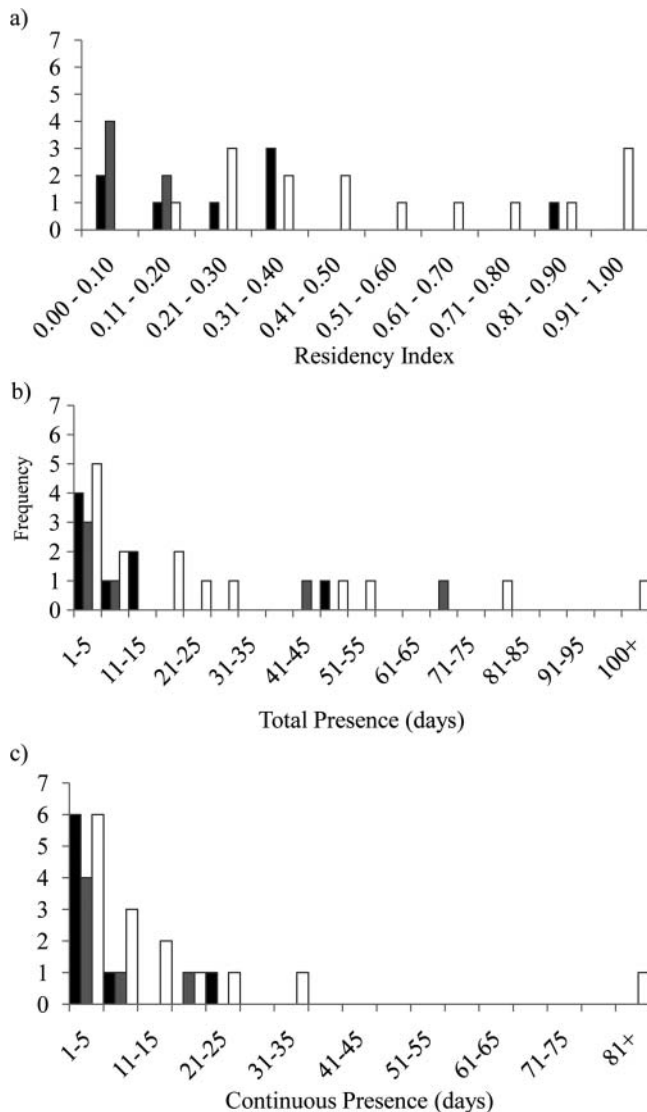 a)
7
6
5
4
3
2
1
0
0.00 - 0.10
0.11 - 0.20
0.21 - 0.30
0.31 - 0.40
0.41 - 0.50
0.51 - 0.60
0.61 - 0.70
0.71 - 0.80
0.81 - 0.90
0.91 - 1.00
Residency Index
b)
7
6
5
4
3
2
1
0
Frequency
1-5
11-15
21-25
31-35
41-45
51-55
61-65
71-75
81-85
91-95
100+
Total Presence (days)
c)
7
6
5
4
3
2
1
0
1-5
11-15
21-25
31-35
41-45
51-55
61-65
71-75
81+
Continuous Presence (days)